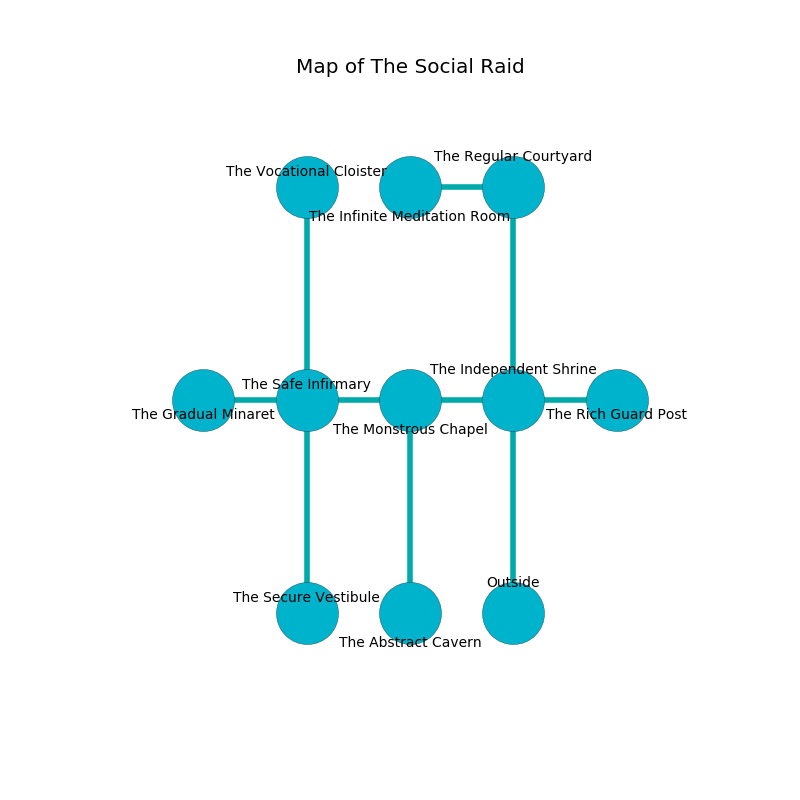 Map of The Social Raid
The Regular Courtyard
The Vocational Cloister
The Infinite Meditation Room
The Independent Shrine
The Safe Infirmary
The Gradual Minaret
The Rich Guard Post
The Monstrous Chapel
Outside
The Secure Vestibule
The Abstract Cavern